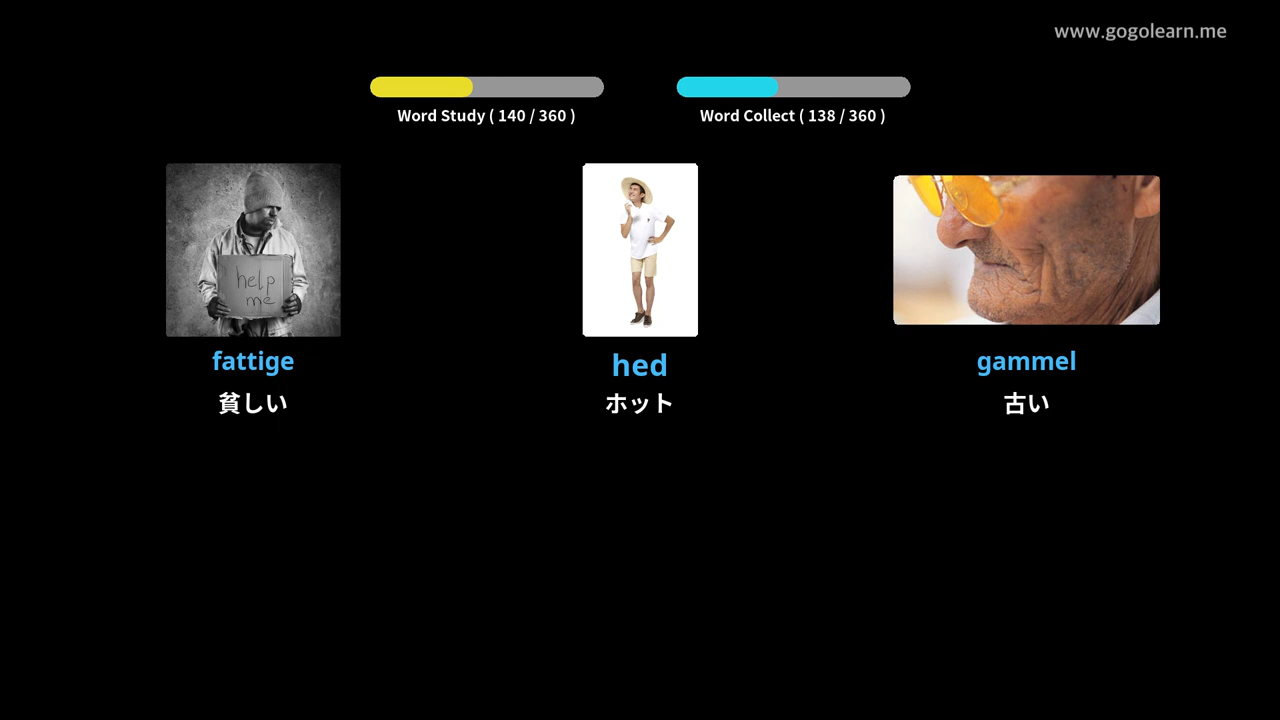 www.gogolearn.me
Word Study ( 140 / 360 )
Word Collect ( 138 / 360 )
help
me
fattige
hed
gammel
貧しい
ホット
古い